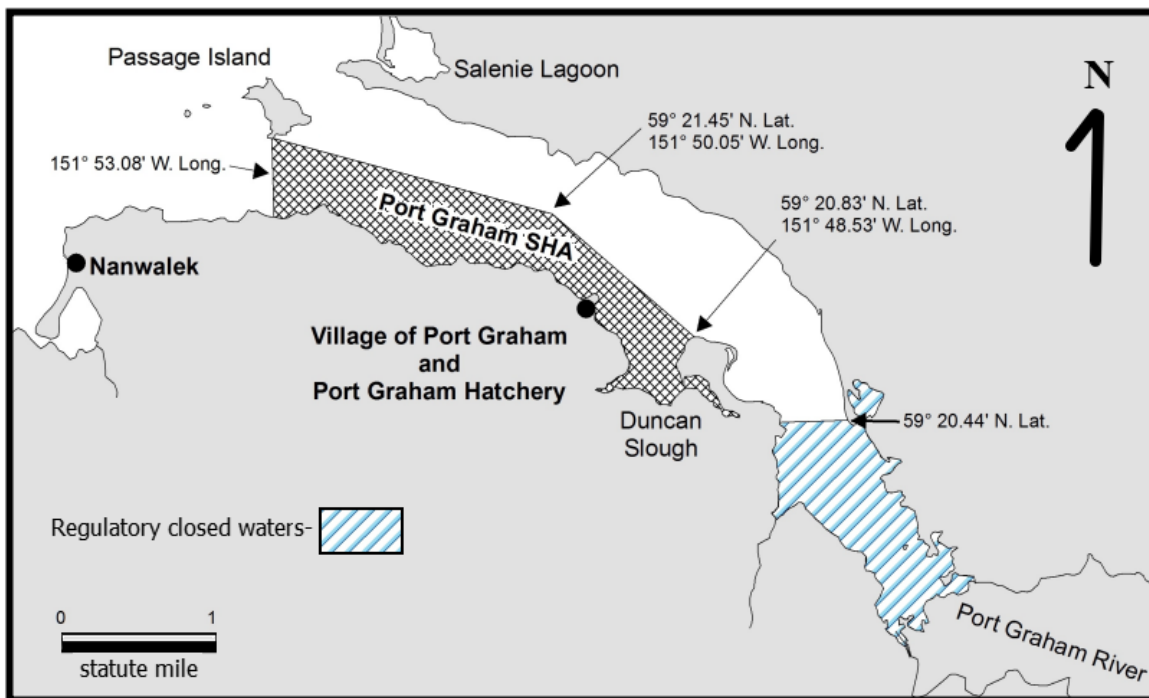 Passage Island
Salenie Lagoon
N
59° 21.45' N. Lat.
151° 50.05' W. Long.
151° 53.08' W. Long.
59° 20.83' N. Lat.
151° 48.53' W. Long.
Port Graham SHA
Nanwalek
Village of Port Graham
and
Port Graham Hatchery
Duncan
Slough
59° 20.44' N. Lat.
Regulatory closed waters-
Port Graham River
0 1
statute mile